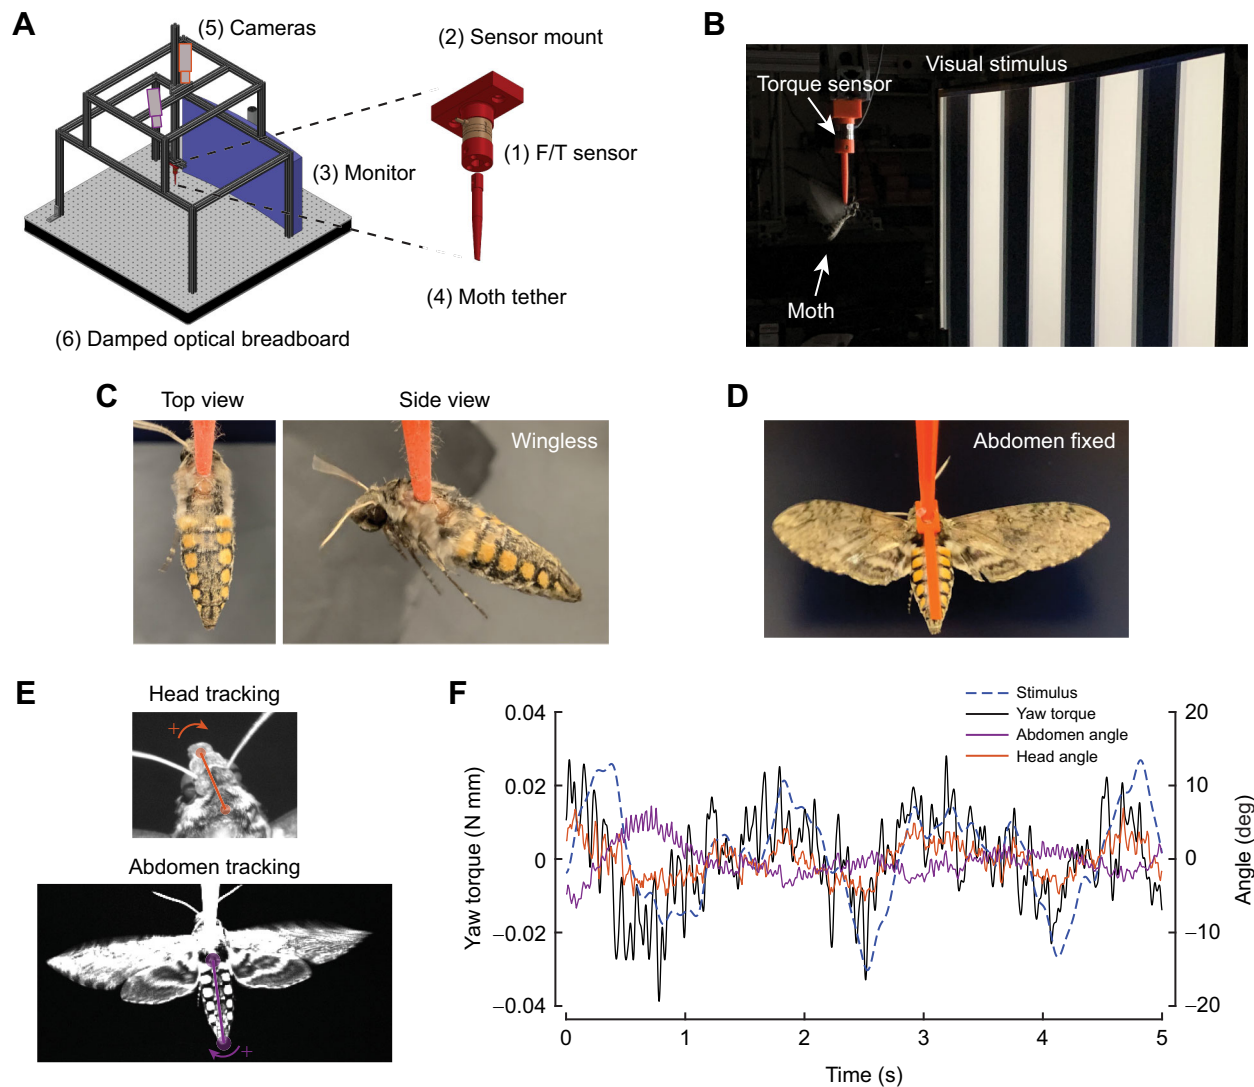 A
(5) Cameras
(2) Sensor mount
(1) F/T sensor
(3) Monitor
(4) Moth tether
(6) Damped optical breadboard
B
Visual stimulus
Torque sensor
Moth
C
Top view
Side view
Wingless
D
Abdomen fixed
E
Head tracking
+
Abdomen tracking
+
F
Stimulus
Yaw torque
Abdomen angle
Head angle
Yaw torque (N mm)
0.04
0.02
0
−0.02
−0.04
20
10
0
−10
−20
Angle (deg)
0 1 2 3 4 5
Time (s)